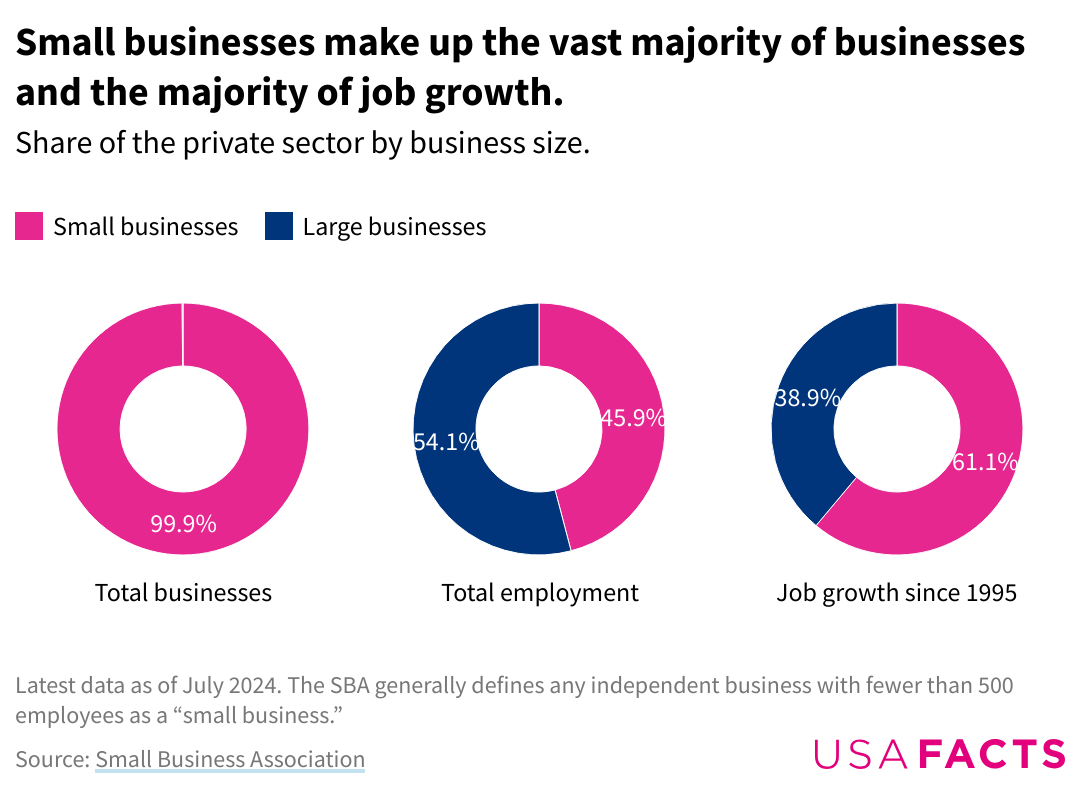 Small businesses make up the vast majority of businesses
and the majority of job growth.
Share of the private sector by business size.
Small businesses
Large businesses
99.9%
Total businesses
54.1%
45.9%
Total employment
38.9%
61.1%
Job growth since 1995
Latest data as of July 2024. The SBA generally defines any independent business with fewer than 500
employees as a “small business.”
Source: Small Business Association
USAFACTS